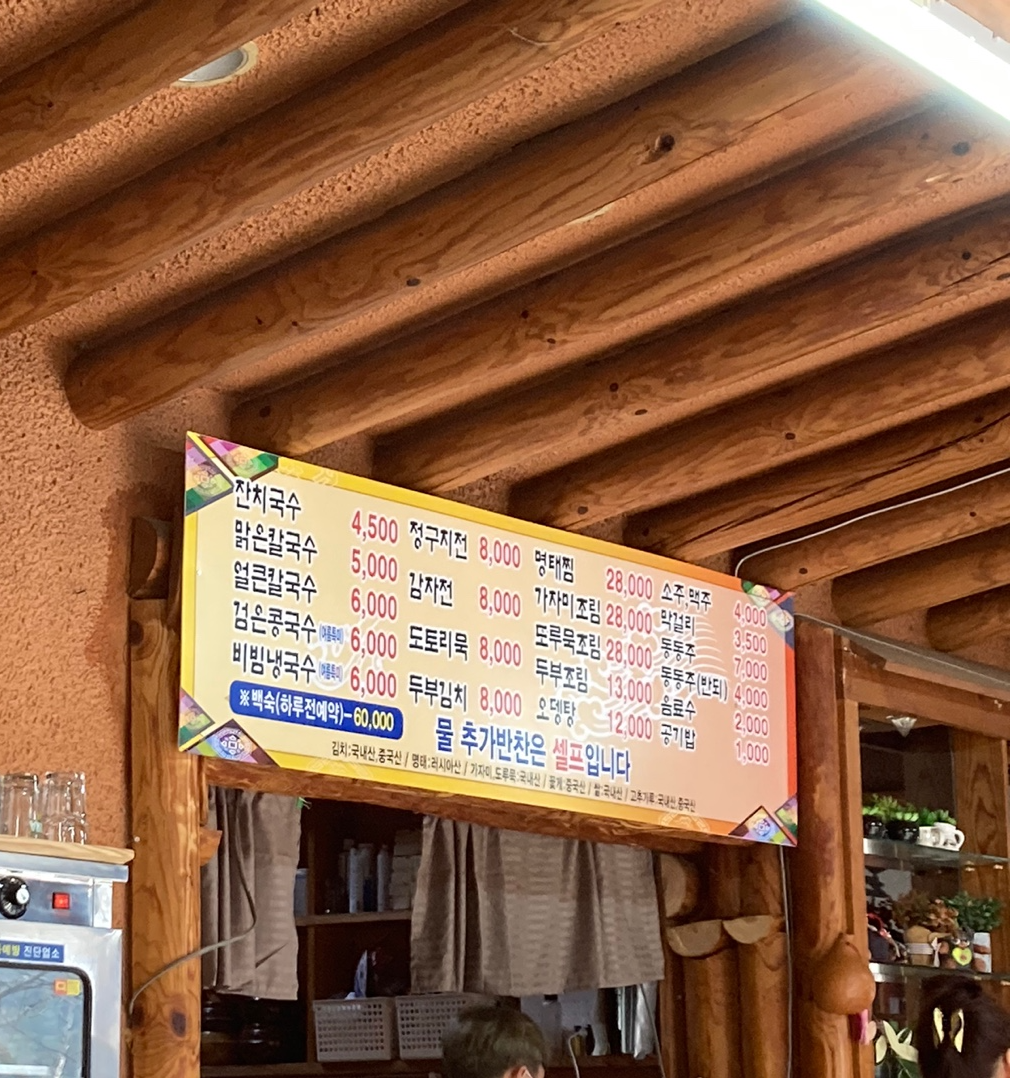 잔치국수 4,500
맑은칼국수 5,000
얼큰칼국수 6,000
검은콩국수 (여름특미) 6,000
비빔냉국수 (여름특미) 6,000
※백숙(하루전예약)-60,000
정구치전 8,000
감자전 8,000
도토리묵 8,000
두부김치 8,000
명태찜 28,000
가자미조림 28,000
도루묵조림 28,000
두부조림 13,000
오뎅탕 12,000
소주,맥주 4,000
막걸리 3,500
동동주 7,000
동동주(반되) 4,000
음료수 2,000
공기밥 1,000
물 추가반찬은 셀프입니다
김치:국내산,중국산 / 명태:러시아산 / 가자미,도루묵:국내산 / 꽃게:중국산 / 쌀:국내산 / 고추가루:국내산,중국산
진단업소